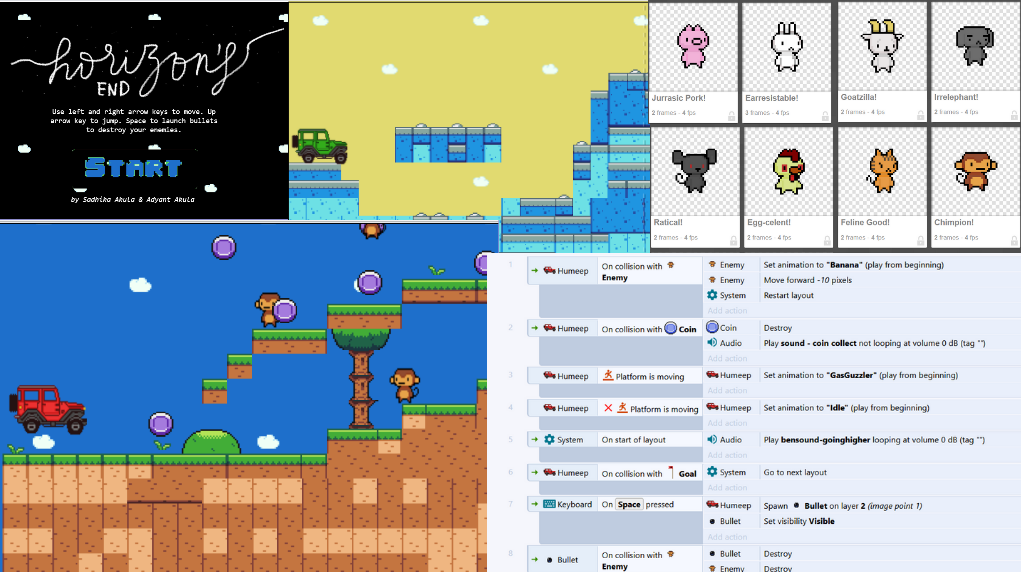 horizon's
END
Use left and right arrow keys to move. Up
arrow key to jump. Space to launch bullets
to destroy your enemies.
START
by Sadhika Akula & Adyant Akula
Jurrasic Pork!
2 frames - 4 fps
Earresistable!
3 frames - 4 fps
Goatzilla!
2 frames - 4 fps
Irrelephant!
2 frames - 4 fps
Ratical!
2 frames - 4 fps
Egg-celent!
2 frames - 4 fps
Feline Good!
2 frames - 4 fps
Chimpion!
2 frames - 4 fps
1 Humeep On collision with Enemy
Enemy Set animation to "Banana" (play from beginning)
Enemy Move forward -10 pixels
System Restart layout
Add action
2 Humeep On collision with Coin
Coin Destroy
Audio Play sound - coin collect not looping at volume 0 dB (tag "")
Add action
3 Humeep Platform is moving
Humeep Set animation to "GasGuzzler" (play from beginning)
Add action
4 Humeep Platform is moving
Humeep Set animation to "Idle" (play from beginning)
Add action
5 System On start of layout
Audio Play bensound-goinghigher looping at volume 0 dB (tag "")
Add action
6 Humeep On collision with Goal
System Go to next layout
Add action
7 Keyboard On Space pressed
Humeep Spawn Bullet on layer 2 (image point 1)
Bullet Set visibility Visible
Add action
8 Bullet On collision with Enemy
Bullet Destroy
Enemy Destroy